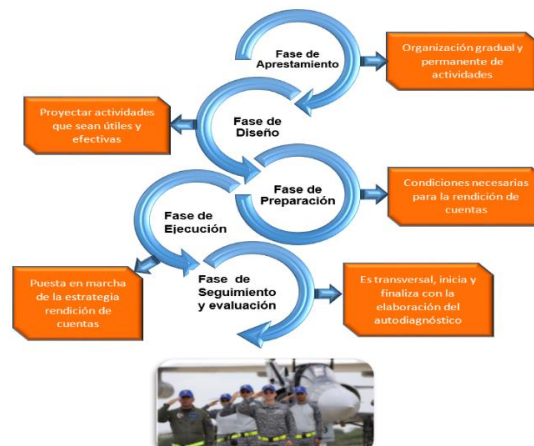 Fase de
Aprestamiento
Organización gradual y
permanente de
actividades
Proyectar actividades
que sean útiles y
efectivas
Fase de
Diseño
Fase de
Preparación
Condiciones necesarias
para la rendición de
cuentas
Fase de
Ejecución
Puesta en marcha
de la estrategia
rendición de
cuentas
Fase de
Seguimiento
y evaluación
Es transversal, inicia y
finaliza con la
elaboración del
autodiagnóstico